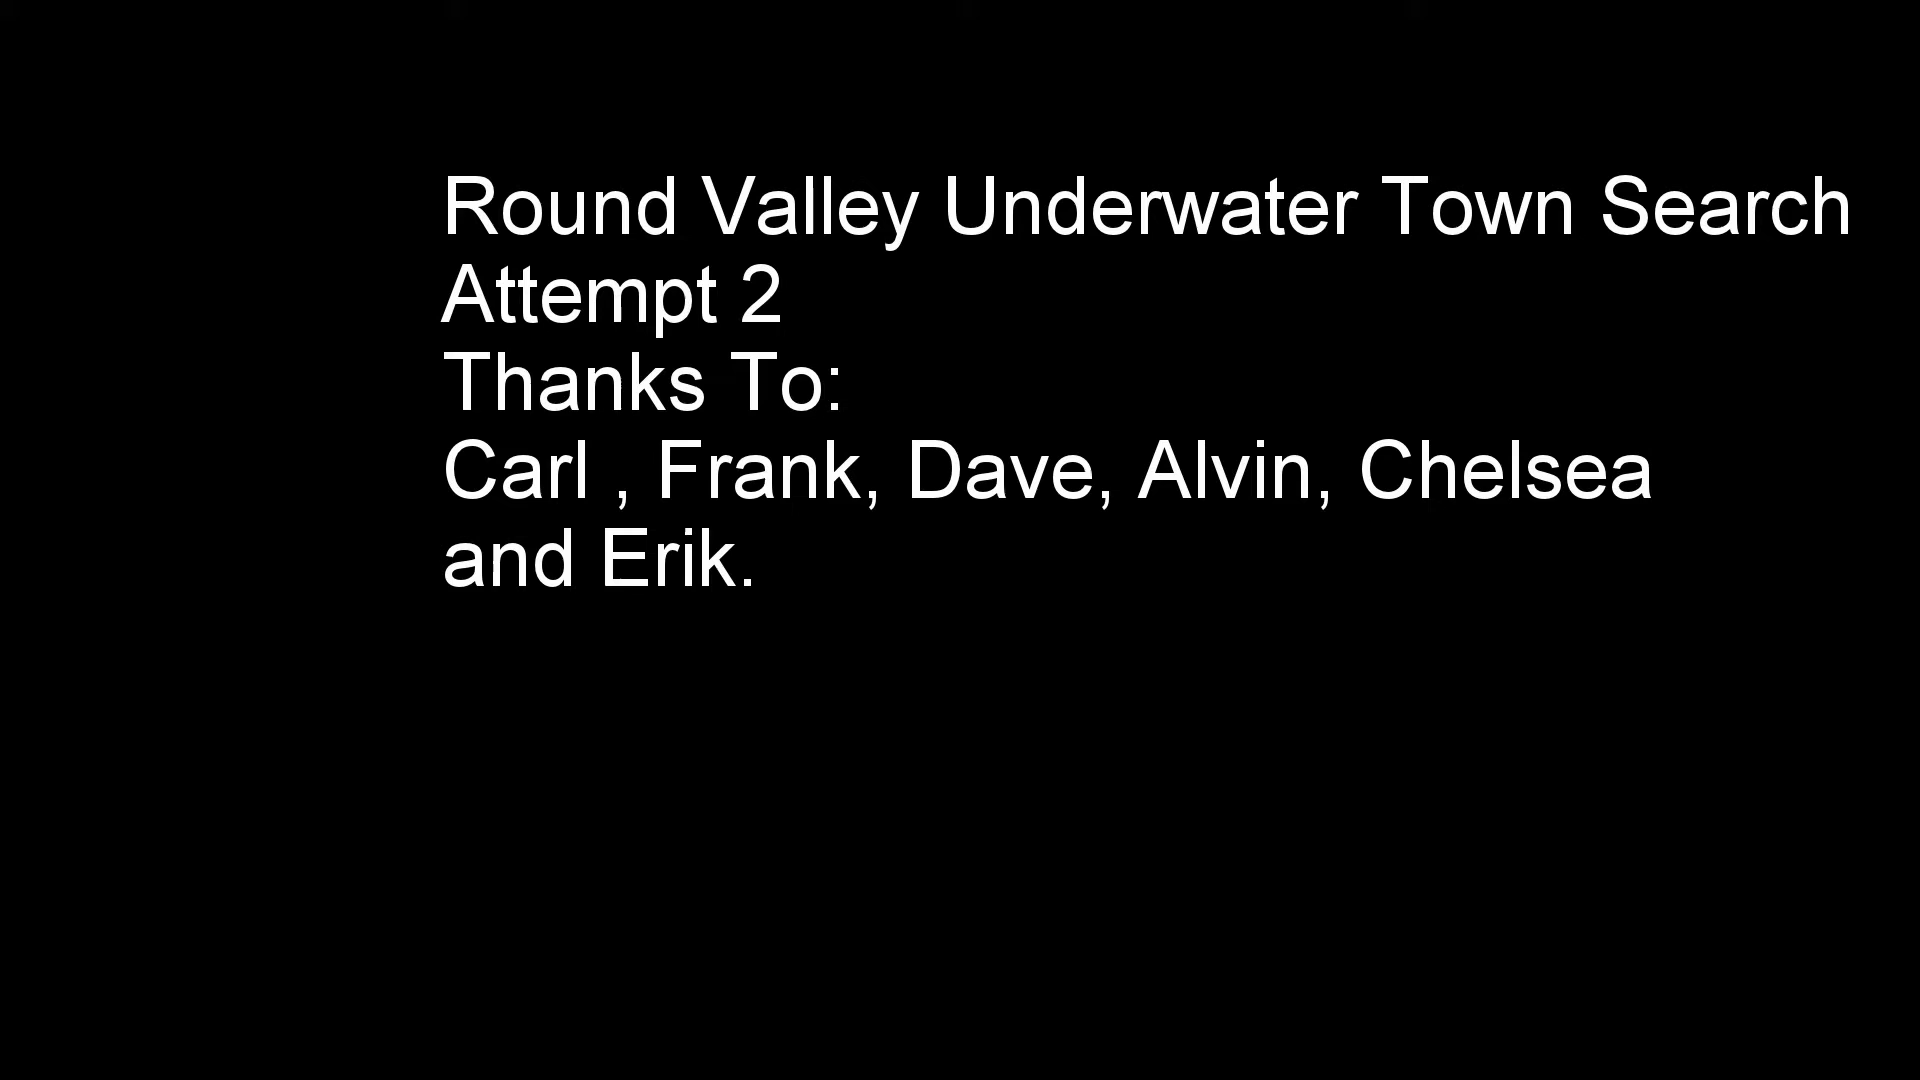 Round Valley Underwater Town Search
Attempt 2
Thanks To:
Carl , Frank, Dave, Alvin, Chelsea
and Erik.